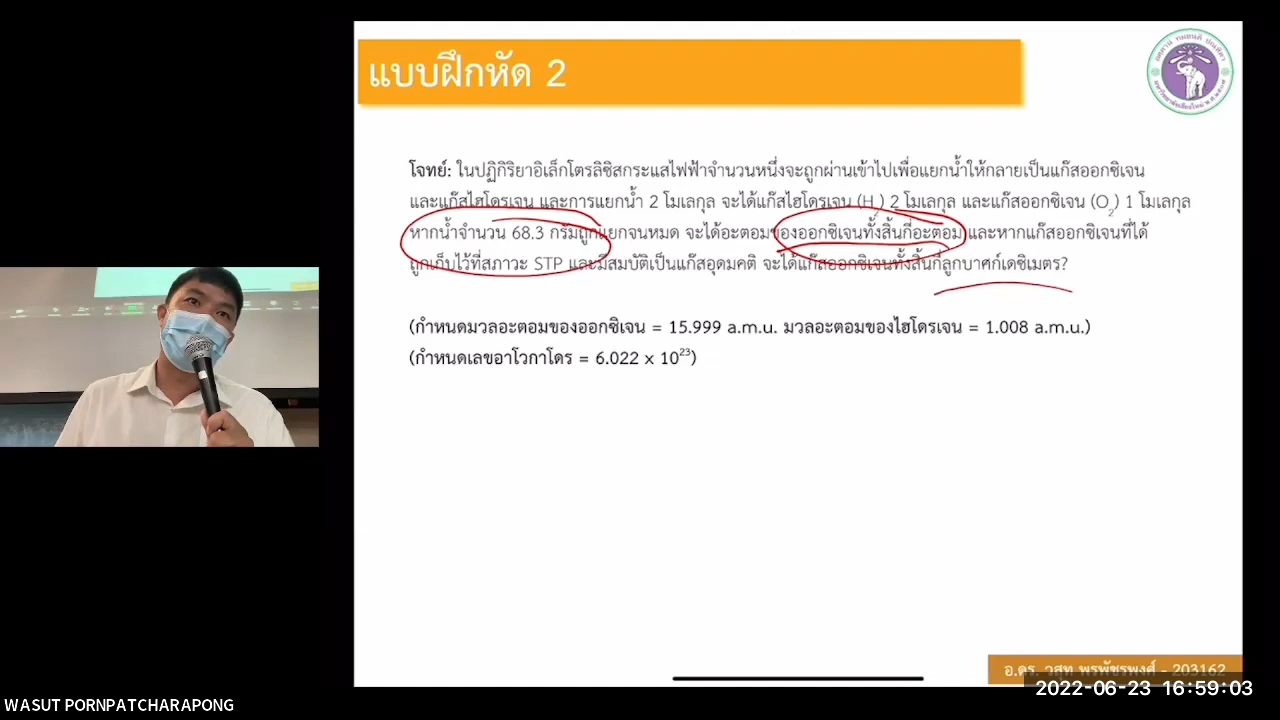 แบบฝึกหัด 2
โจทย์: ในปฏิกิริยาอิเล็กโตรลิซิสกระแสไฟฟ้าจำนวนหนึ่งจะถูกผ่านเข้าไปเพื่อแยกน้ำให้กลายเป็นแก๊สออกซิเจน
และแก๊สไฮโดรเจน และการแยกน้ำ 2 โมเลกุล จะได้แก๊สไฮโดรเจน (H2) 2 โมเลกุล และแก๊สออกซิเจน (O2) 1 โมเลกุล
หากน้ำจำนวน 68.3 กรัมถูกแยกจนหมด จะได้อะตอมของออกซิเจนทั้งสิ้นกี่อะตอม และหากแก๊สออกซิเจนที่ได้
ถูกเก็บไว้ที่สภาวะ STP และมีสมบัติเป็นแก๊สอุดมคติ จะได้แก๊สออกซิเจนทั้งสิ้นกี่ลูกบาศก์เดซิเมตร?
(กำหนดมวลอะตอมของออกซิเจน = 15.999 a.m.u. มวลอะตอมของไฮโดรเจน = 1.008 a.m.u.)
(กำหนดเลขอาโวกาโดร = 6.022 x 10^23)
อ.ดร. วสุท พรพัชรพงศ์ - 203162
2022-06-23 16:59:03
WASUT PORNPATCHARAPONG